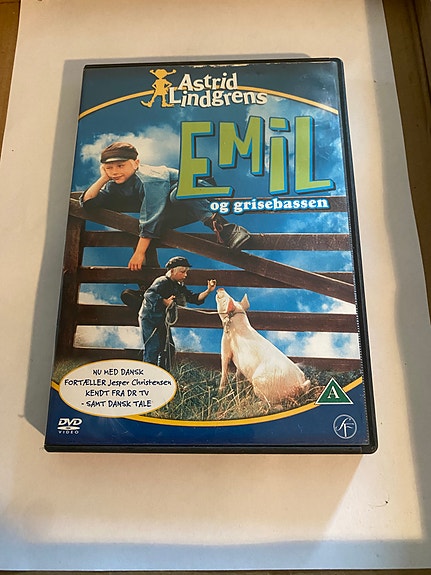 Astrid
Lindgrens
EMIL
og grisebassen
NU MED DANSK
FORTÆLLER Jesper Christensen
KENDT FRA DR TV
- SAMT DANSK TALE
DVD
VIDEO
A
SF